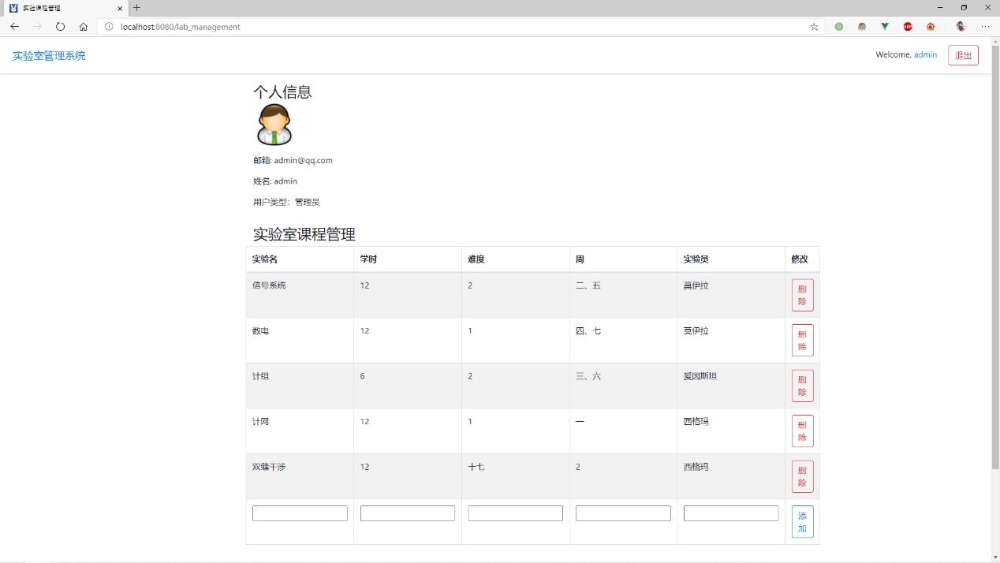 实验课程管理
localhost:8080/lab_management
ABP
实验室管理系统
Welcome, admin
退出
个人信息
邮箱: admin@qq.com
姓名: admin
用户类型: 管理员
实验室课程管理
实验名 学时 难度 周 实验员 修改
信号系统 12 2 二、五 莫伊拉 删除
数电 12 1 四、七 莫伊拉 删除
计组 6 2 三、六 爱因斯坦 删除
计网 12 1 一 西格玛 删除
双缝干涉 12 十七 2 西格玛 删除
添加